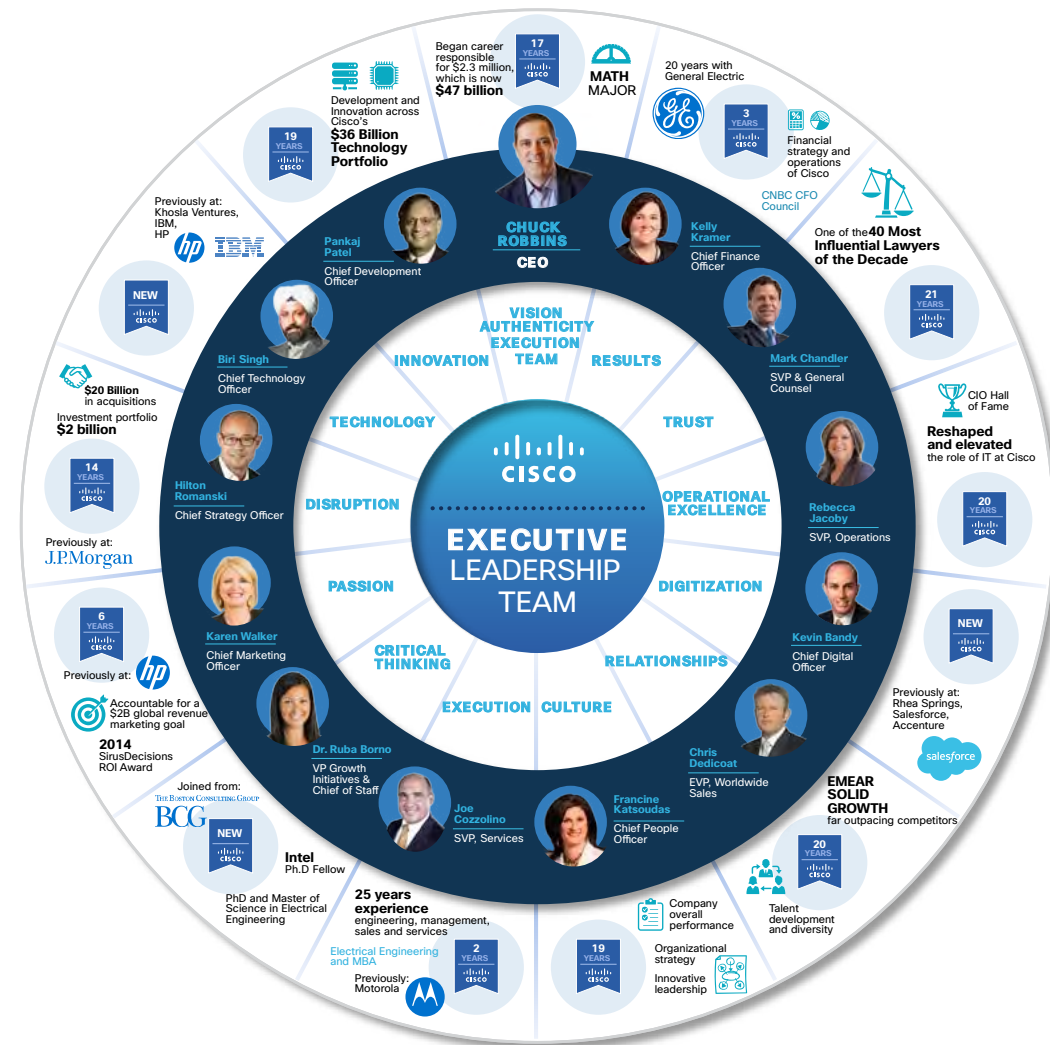 Began career
responsible
for $2.3 million,
which is now
$47 billion
17
YEARS
CISCO
MATH
MAJOR
CHUCK
ROBBINS
CEO
VISION
AUTHENTICITY
EXECUTION
TEAM
20 years with
General Electric
GE
3
YEARS
CISCO
%
Financial
strategy and
operations
of Cisco
CNBC CFO
Council
Kelly
Kramer
Chief Finance
Officer
RESULTS
One of the 40 Most
Influential Lawyers
of the Decade
21
YEARS
CISCO
Mark Chandler
SVP & General
Counsel
TRUST
CIO Hall
of Fame
Reshaped
and elevated
the role of IT at Cisco
20
YEARS
CISCO
Rebecca
Jacoby
SVP, Operations
OPERATIONAL
EXCELLENCE
NEW
CISCO
Previously at:
Rhea Springs,
Salesforce,
Accenture
salesforce
Kevin Bandy
Chief Digital
Officer
DIGITIZATION
EMEAR
SOLID
GROWTH
far outpacing competitors
20
YEARS
CISCO
Talent
development
and diversity
Chris
Dedicoat
EVP, Worldwide
Sales
RELATIONSHIPS
Company
overall
performance
19
YEARS
CISCO
Organizational
strategy
Innovative
leadership
Francine
Katsoudas
Chief People
Officer
CULTURE
25 years
experience
engineering, management,
sales and services
Electrical Engineering
and MBA
Previously:
Motorola
2
YEARS
CISCO
Joe
Cozzolino
SVP, Services
EXECUTION
Joined from:
THE BOSTON CONSULTING GROUP
BCG
NEW
CISCO
Intel
Ph.D Fellow
PhD and Master of
Science in Electrical
Engineering
Dr. Ruba Borno
VP Growth
Initiatives &
Chief of Staff
CRITICAL
THINKING
6
YEARS
CISCO
Previously at:
hp
Accountable for a
$2B global revenue
marketing goal
2014
SirusDecisions
ROI Award
Karen Walker
Chief Marketing
Officer
PASSION
$20 Billion
in acquisitions
Investment portfolio
$2 billion
14
YEARS
CISCO
Previously at:
J.P.Morgan
Hilton
Romanski
Chief Strategy Officer
DISRUPTION
Previously at:
Khosla Ventures,
IBM,
HP
hp
IBM
NEW
CISCO
Biri Singh
Chief Technology
Officer
TECHNOLOGY
Development and
Innovation across
Cisco's
$36 Billion
Technology
Portfolio
19
YEARS
CISCO
Pankaj
Patel
Chief Development
Officer
INNOVATION
CISCO
EXECUTIVE
LEADERSHIP
TEAM